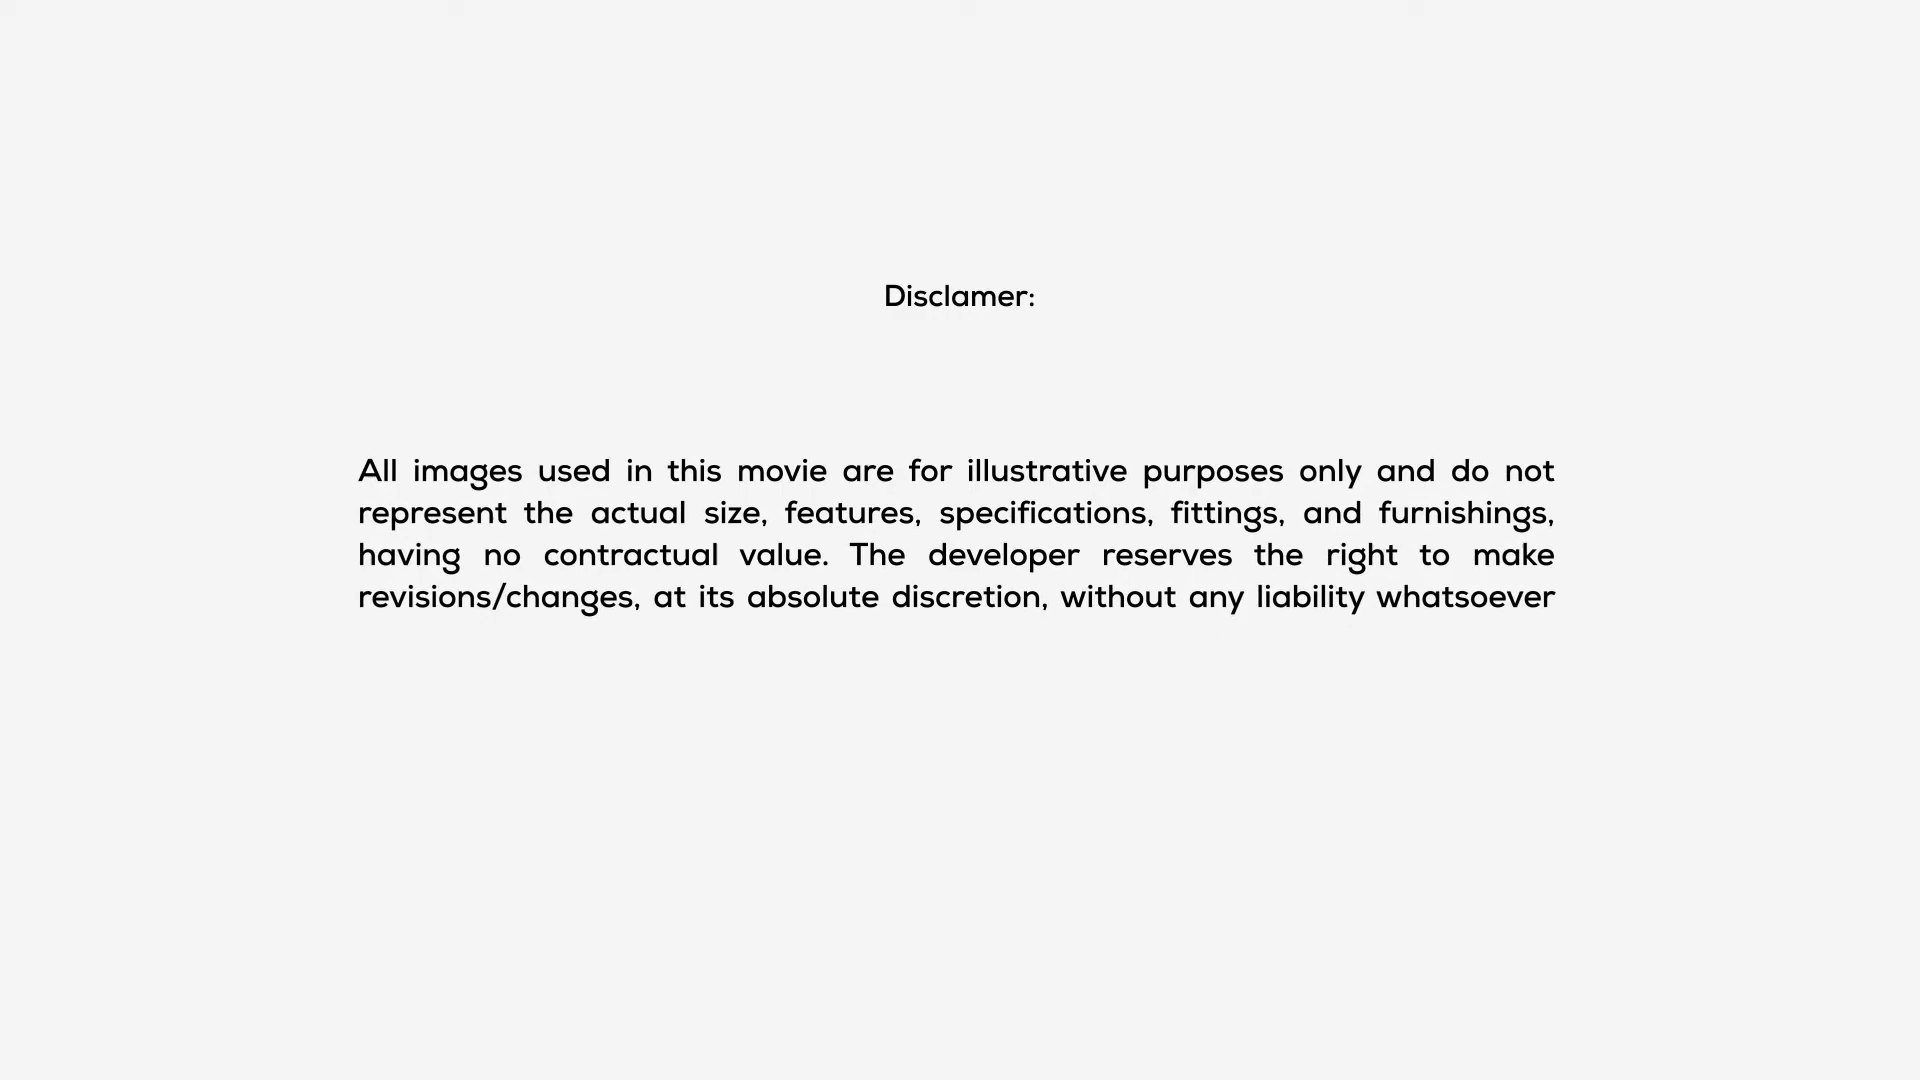 Disclamer:
All images used in this movie are for illustrative purposes only and do not
represent the actual size, features, specifications, fittings, and furnishings,
having no contractual value. The developer reserves the right to make
revisions/changes, at its absolute discretion, without any liability whatsoever